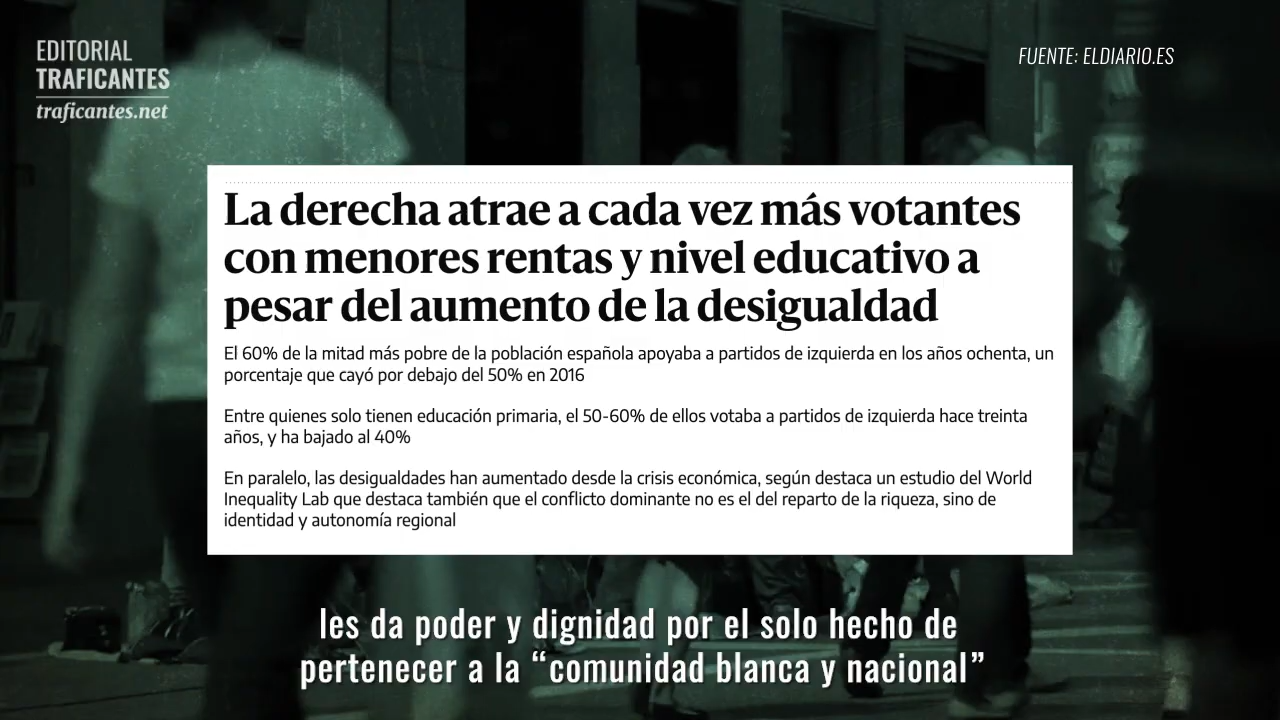 EDITORIAL
TRAFICANTES
traficantes.net
FUENTE: ELDIARIO.ES
La derecha atrae a cada vez más votantes
con menores rentas y nivel educativo a
pesar del aumento de la desigualdad
El 60% de la mitad más pobre de la población española apoyaba a partidos de izquierda en los años ochenta, un
porcentaje que cayó por debajo del 50% en 2016
Entre quienes solo tienen educación primaria, el 50-60% de ellos votaba a partidos de izquierda hace treinta
años, y ha bajado al 40%
En paralelo, las desigualdades han aumentado desde la crisis económica, según destaca un estudio del World
Inequality Lab que destaca también que el conflicto dominante no es el del reparto de la riqueza, sino de
identidad y autonomía regional
les da poder y dignidad por el solo hecho de
pertenecer a la “comunidad blanca y nacional”